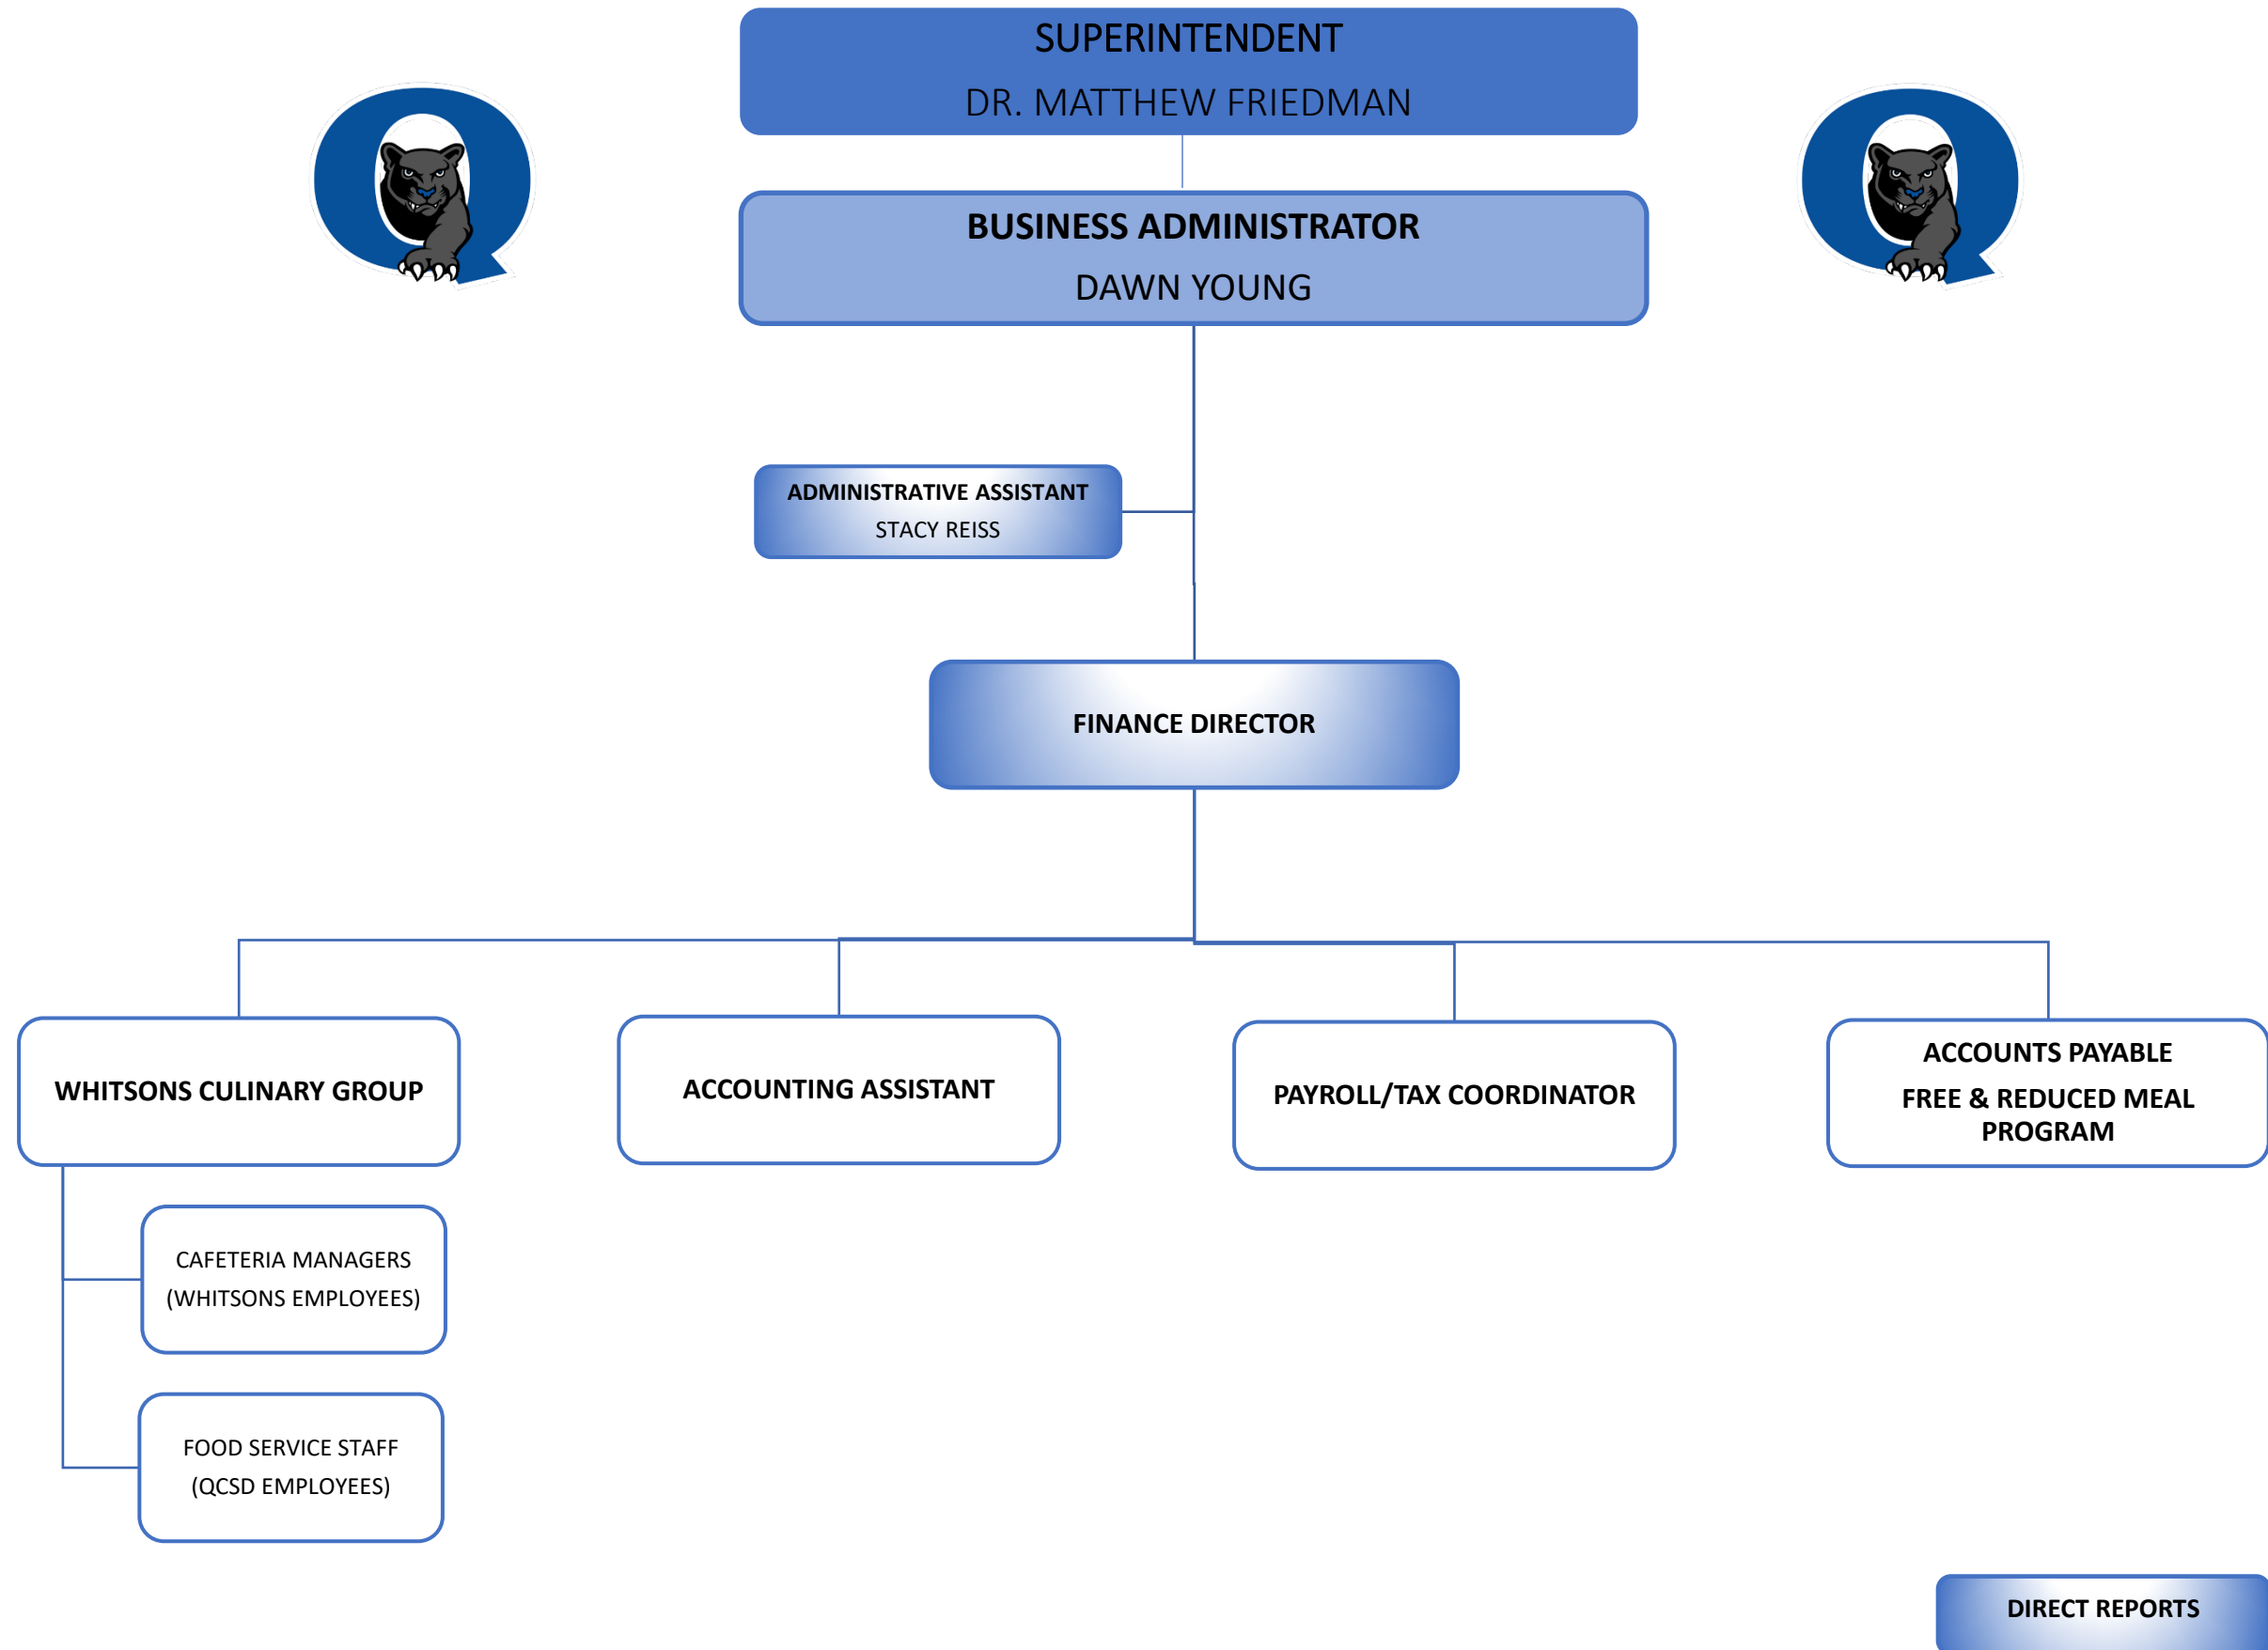 SUPERINTENDENT
DR. MATTHEW FRIEDMAN
BUSINESS ADMINISTRATOR
DAWN YOUNG
ADMINISTRATIVE ASSISTANT
STACY REISS
FINANCE DIRECTOR
WHITSONS CULINARY GROUP
ACCOUNTING ASSISTANT
PAYROLL/TAX COORDINATOR
ACCOUNTS PAYABLE
FREE & REDUCED MEAL
PROGRAM
CAFETERIA MANAGERS
(WHITSONS EMPLOYEES)
FOOD SERVICE STAFF
(QCSD EMPLOYEES)
DIRECT REPORTS